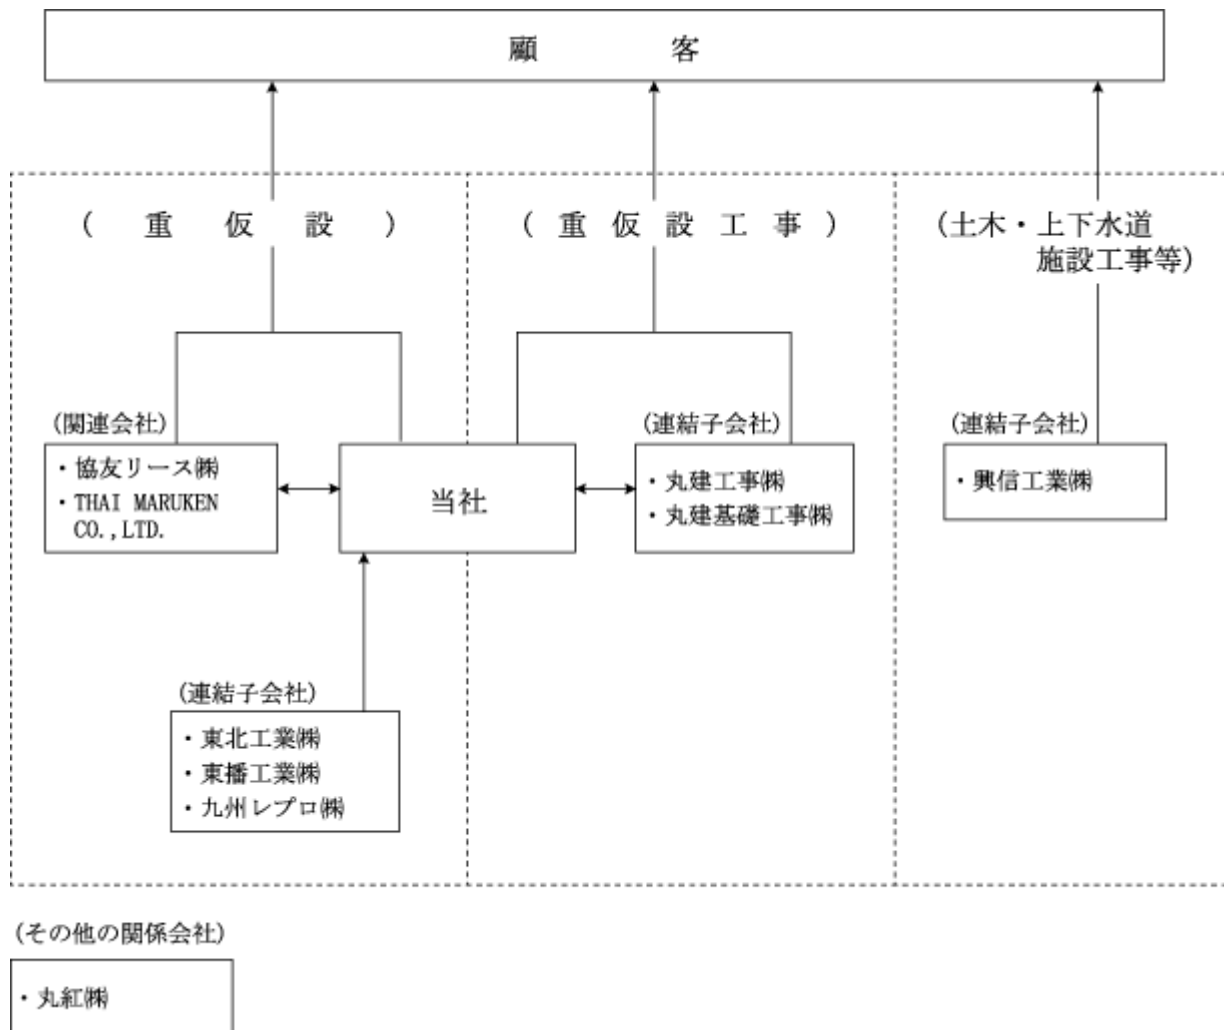 顧客
(重仮設)
(重仮設工事)
(土木・上下水道
施設工事等)
(関連会社)
・協友リース㈱
・THAI MARUKEN
CO.,LTD.
当社
(連結子会社)
・丸建工事㈱
・丸建基礎工事㈱
(連結子会社)
・興信工業㈱
(連結子会社)
・東北工業㈱
・東播工業㈱
・九州レプロ㈱
(その他の関係会社)
・丸紅㈱